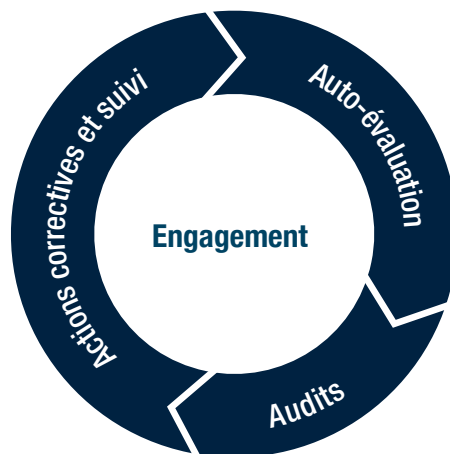 Auto-évaluation
Actions correctives et suivi
Engagement
Audits